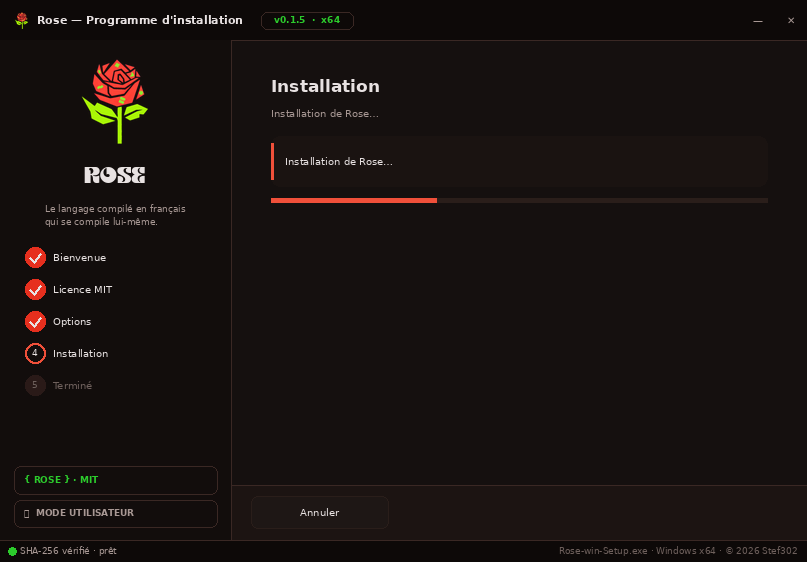 Rose — Programme d'installation
v0.1.5 · x64
ROSE
Le langage compilé en français
qui se compile lui-même.
Bienvenue
Licence MIT
Options
4 Installation
5 Terminé
{ ROSE } · MIT
MODE UTILISATEUR
Installation
Installation de Rose...
Installation de Rose...
Annuler
SHA-256 vérifié · prêt
Rose-win-Setup.exe · Windows x64 · © 2026 Stef302